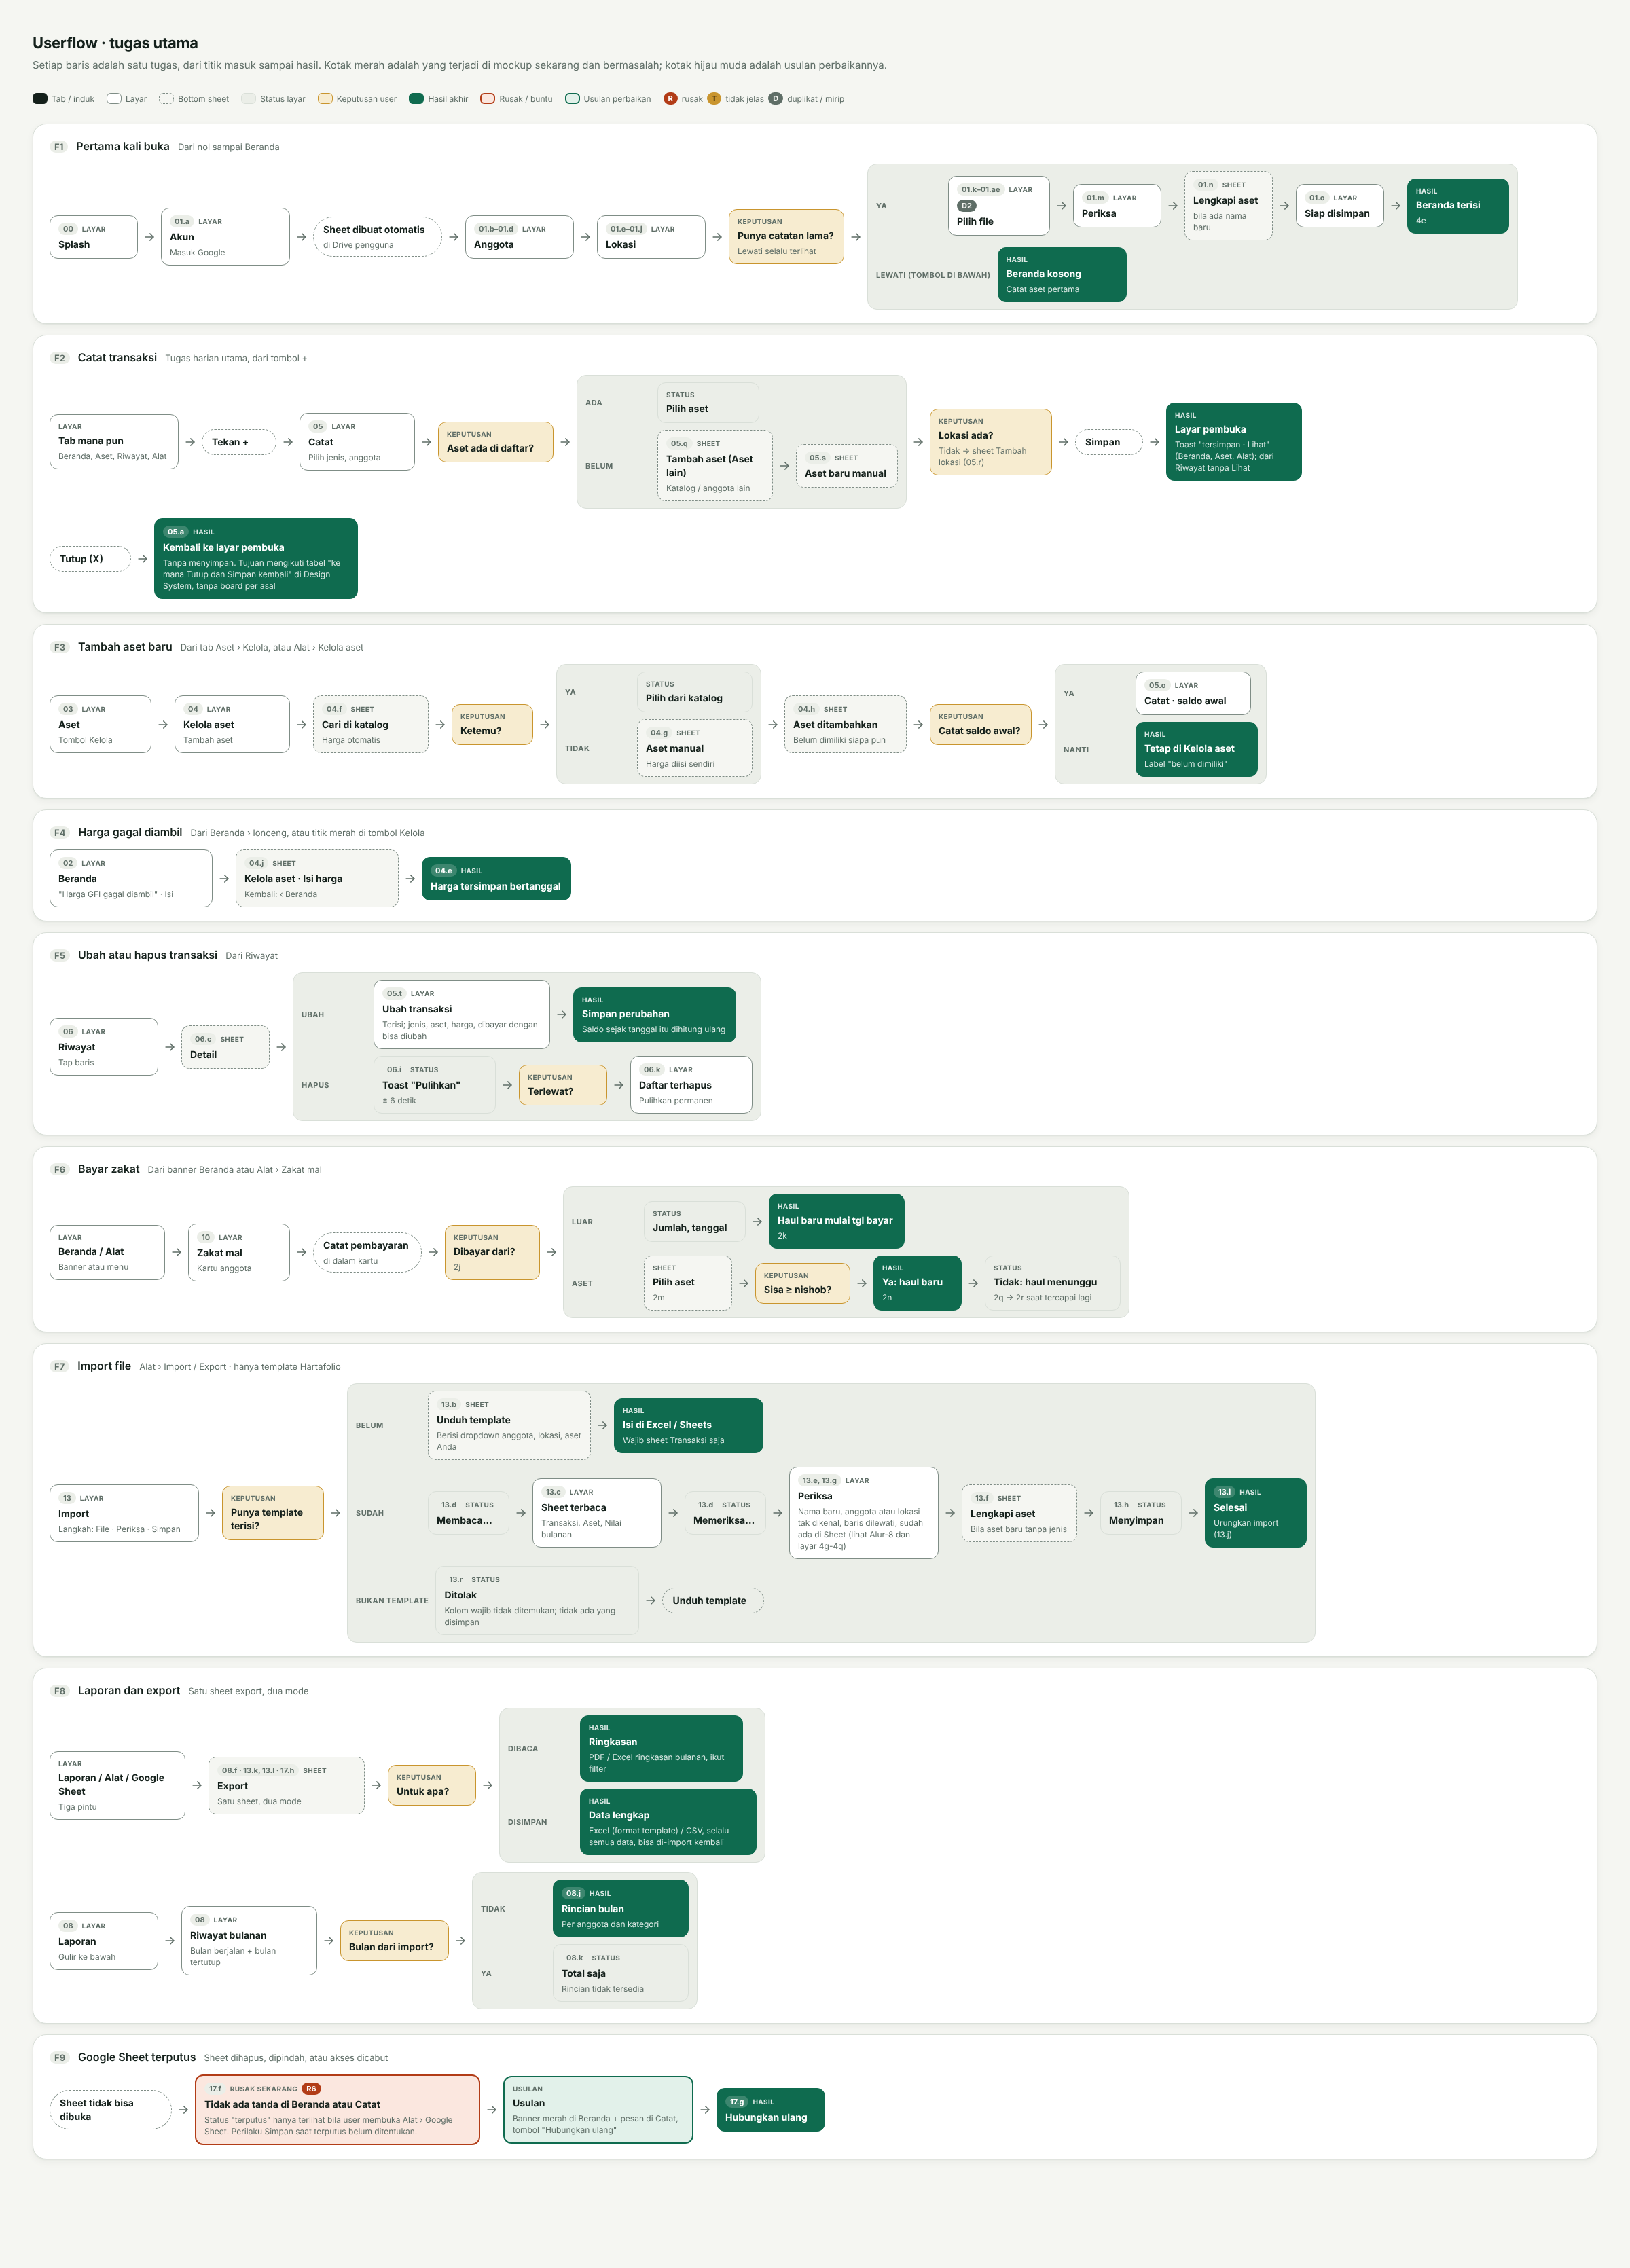 Userflow · tugas utama
Setiap baris adalah satu tugas, dari titik masuk sampai hasil. Kotak merah adalah yang terjadi di mockup sekarang dan bermasalah; kotak hijau muda adalah usulan perbaikannya.
Tab / induk Layar Bottom sheet Status layar Keputusan user Hasil akhir Rusak / buntu Usulan perbaikan R rusak T tidak jelas D duplikat / mirip
F1 Pertama kali buka Dari nol sampai Beranda
00 LAYAR
Splash
01.a LAYAR
Akun
Masuk Google
Sheet dibuat otomatis
di Drive pengguna
01.b–01.d LAYAR
Anggota
01.e–01.j LAYAR
Lokasi
KEPUTUSAN
Punya catatan lama?
Lewati selalu terlihat
YA
01.k–01.ae LAYAR
D2
Pilih file
01.m LAYAR
Periksa
01.n SHEET
Lengkapi aset
bila ada nama
baru
01.o LAYAR
Siap disimpan
HASIL
Beranda terisi
4e
LEWATI (TOMBOL DI BAWAH)
HASIL
Beranda kosong
Catat aset pertama
F2 Catat transaksi Tugas harian utama, dari tombol +
LAYAR
Tab mana pun
Beranda, Aset, Riwayat, Alat
Tekan +
05 LAYAR
Catat
Pilih jenis, anggota
KEPUTUSAN
Aset ada di daftar?
ADA
STATUS
Pilih aset
BELUM
05.q SHEET
Tambah aset (Aset
lain)
Katalog / anggota lain
05.s SHEET
Aset baru manual
KEPUTUSAN
Lokasi ada?
Tidak → sheet Tambah
lokasi (05.r)
Simpan
HASIL
Layar pembuka
Toast "tersimpan · Lihat"
(Beranda, Aset, Alat); dari
Riwayat tanpa Lihat
Tutup (X)
05.a HASIL
Kembali ke layar pembuka
Tanpa menyimpan. Tujuan mengikuti tabel "ke
mana Tutup dan Simpan kembali" di Design
System, tanpa board per asal
F3 Tambah aset baru Dari tab Aset › Kelola, atau Alat › Kelola aset
03 LAYAR
Aset
Tombol Kelola
04 LAYAR
Kelola aset
Tambah aset
04.f SHEET
Cari di katalog
Harga otomatis
KEPUTUSAN
Ketemu?
YA
STATUS
Pilih dari katalog
TIDAK
04.g SHEET
Aset manual
Harga diisi sendiri
04.h SHEET
Aset ditambahkan
Belum dimiliki siapa pun
KEPUTUSAN
Catat saldo awal?
YA
05.o LAYAR
Catat · saldo awal
NANTI
HASIL
Tetap di Kelola aset
Label "belum dimiliki"
F4 Harga gagal diambil Dari Beranda › lonceng, atau titik merah di tombol Kelola
02 LAYAR
Beranda
"Harga GFI gagal diambil" · Isi
04.j SHEET
Kelola aset · Isi harga
Kembali: ‹ Beranda
04.e HASIL
Harga tersimpan bertanggal
F5 Ubah atau hapus transaksi Dari Riwayat
06 LAYAR
Riwayat
Tap baris
06.c SHEET
Detail
UBAH
05.t LAYAR
Ubah transaksi
Terisi; jenis, aset, harga, dibayar dengan
bisa diubah
HASIL
Simpan perubahan
Saldo sejak tanggal itu dihitung ulang
HAPUS
06.i STATUS
Toast "Pulihkan"
± 6 detik
KEPUTUSAN
Terlewat?
06.k LAYAR
Daftar terhapus
Pulihkan permanen
F6 Bayar zakat Dari banner Beranda atau Alat › Zakat mal
LAYAR
Beranda / Alat
Banner atau menu
10 LAYAR
Zakat mal
Kartu anggota
Catat pembayaran
di dalam kartu
KEPUTUSAN
Dibayar dari?
2j
LUAR
STATUS
Jumlah, tanggal
HASIL
Haul baru mulai tgl bayar
2k
ASET
SHEET
Pilih aset
2m
KEPUTUSAN
Sisa ≥ nishob?
HASIL
Ya: haul baru
2n
STATUS
Tidak: haul menunggu
2q → 2r saat tercapai lagi
F7 Import file Alat › Import / Export · hanya template Hartafolio
13 LAYAR
Import
Langkah: File · Periksa · Simpan
KEPUTUSAN
Punya template
terisi?
BELUM
13.b SHEET
Unduh template
Berisi dropdown anggota, lokasi, aset
Anda
HASIL
Isi di Excel / Sheets
Wajib sheet Transaksi saja
SUDAH
13.d STATUS
Membaca…
13.c LAYAR
Sheet terbaca
Transaksi, Aset, Nilai
bulanan
13.d STATUS
Memeriksa…
13.e, 13.g LAYAR
Periksa
Nama baru, anggota atau lokasi
tak dikenal, baris dilewati, sudah
ada di Sheet (lihat Alur-8 dan
layar 4g-4q)
13.f SHEET
Lengkapi aset
Bila aset baru tanpa jenis
13.h STATUS
Menyimpan
13.i HASIL
Selesai
Urungkan import
(13.j)
BUKAN TEMPLATE
13.r STATUS
Ditolak
Kolom wajib tidak ditemukan; tidak ada yang
disimpan
Unduh template
F8 Laporan dan export Satu sheet export, dua mode
LAYAR
Laporan / Alat / Google
Sheet
Tiga pintu
08.f · 13.k, 13.l · 17.h SHEET
Export
Satu sheet, dua mode
KEPUTUSAN
Untuk apa?
DIBACA
HASIL
Ringkasan
PDF / Excel ringkasan bulanan, ikut
filter
DISIMPAN
HASIL
Data lengkap
Excel (format template) / CSV, selalu
semua data, bisa di-import kembali
08 LAYAR
Laporan
Gulir ke bawah
08 LAYAR
Riwayat bulanan
Bulan berjalan + bulan
tertutup
KEPUTUSAN
Bulan dari import?
TIDAK
08.j HASIL
Rincian bulan
Per anggota dan kategori
YA
08.k STATUS
Total saja
Rincian tidak tersedia
F9 Google Sheet terputus Sheet dihapus, dipindah, atau akses dicabut
Sheet tidak bisa
dibuka
17.f RUSAK SEKARANG R6
Tidak ada tanda di Beranda atau Catat
Status "terputus" hanya terlihat bila user membuka Alat › Google
Sheet. Perilaku Simpan saat terputus belum ditentukan.
USULAN
Usulan
Banner merah di Beranda + pesan di Catat,
tombol "Hubungkan ulang"
17.g HASIL
Hubungkan ulang